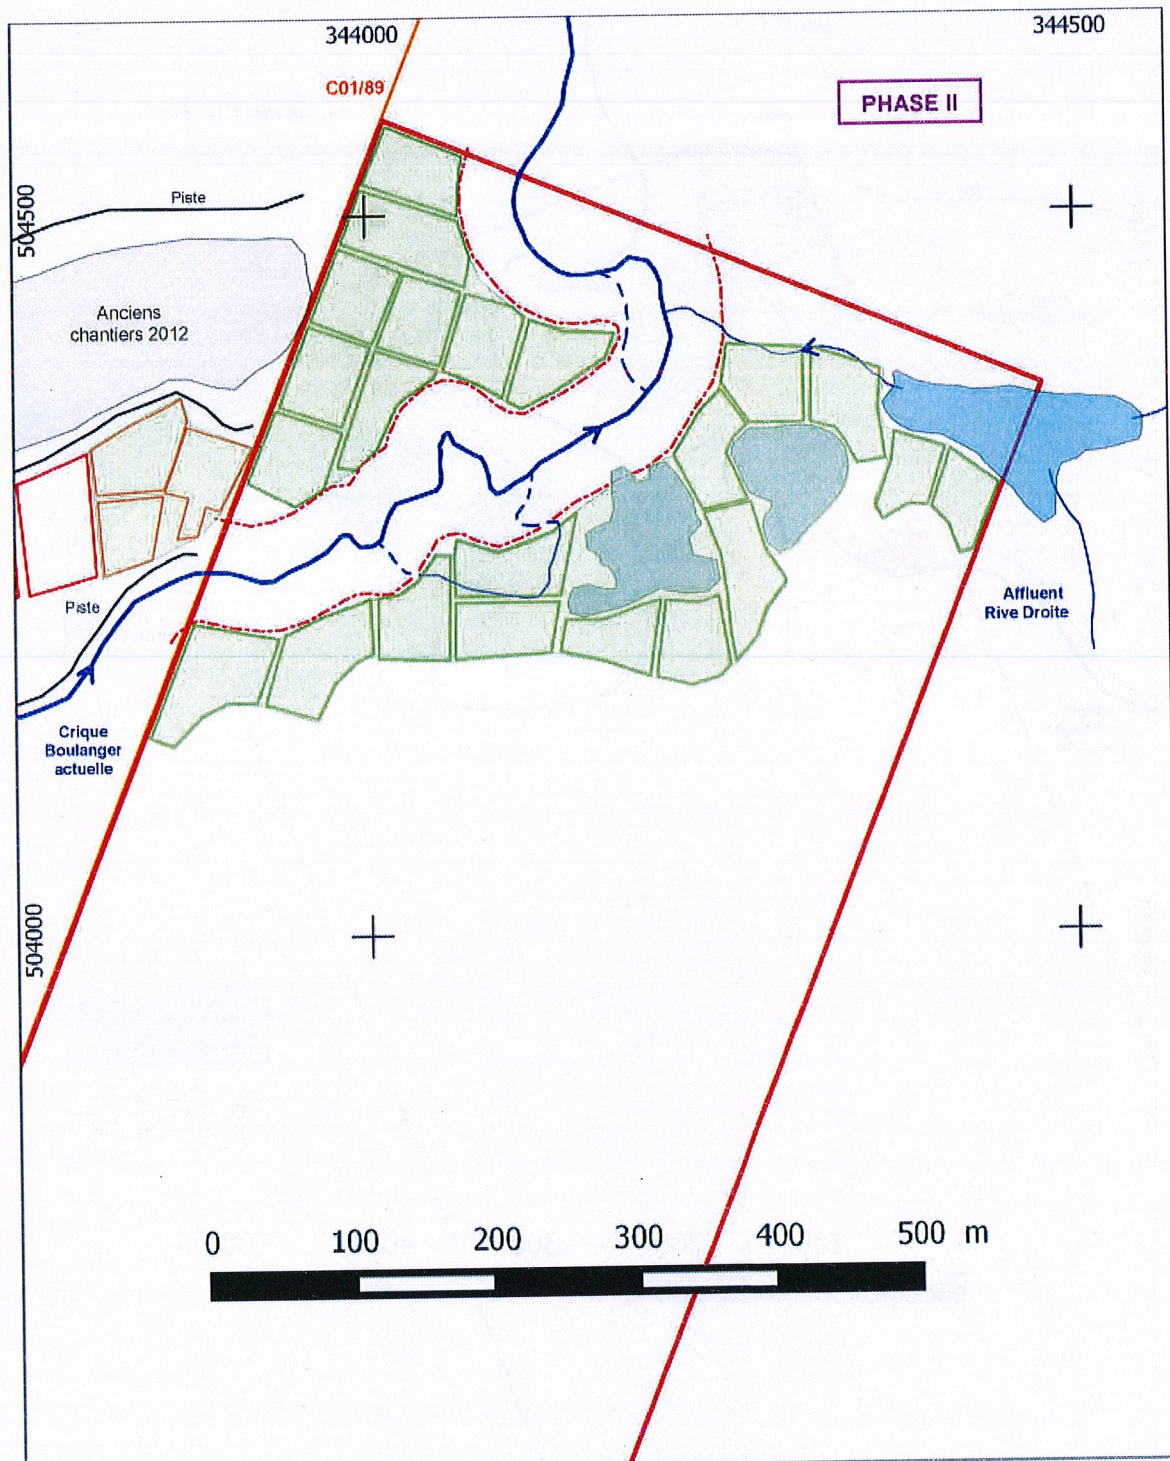 344000
344500
C01/89
PHASE II
Piste
504500
Anciens
chantiers 2012
Piste
Affluent
Rive Droite
Crique
Boulanger
actuelle
504000
0 100 200 300 400 500 m